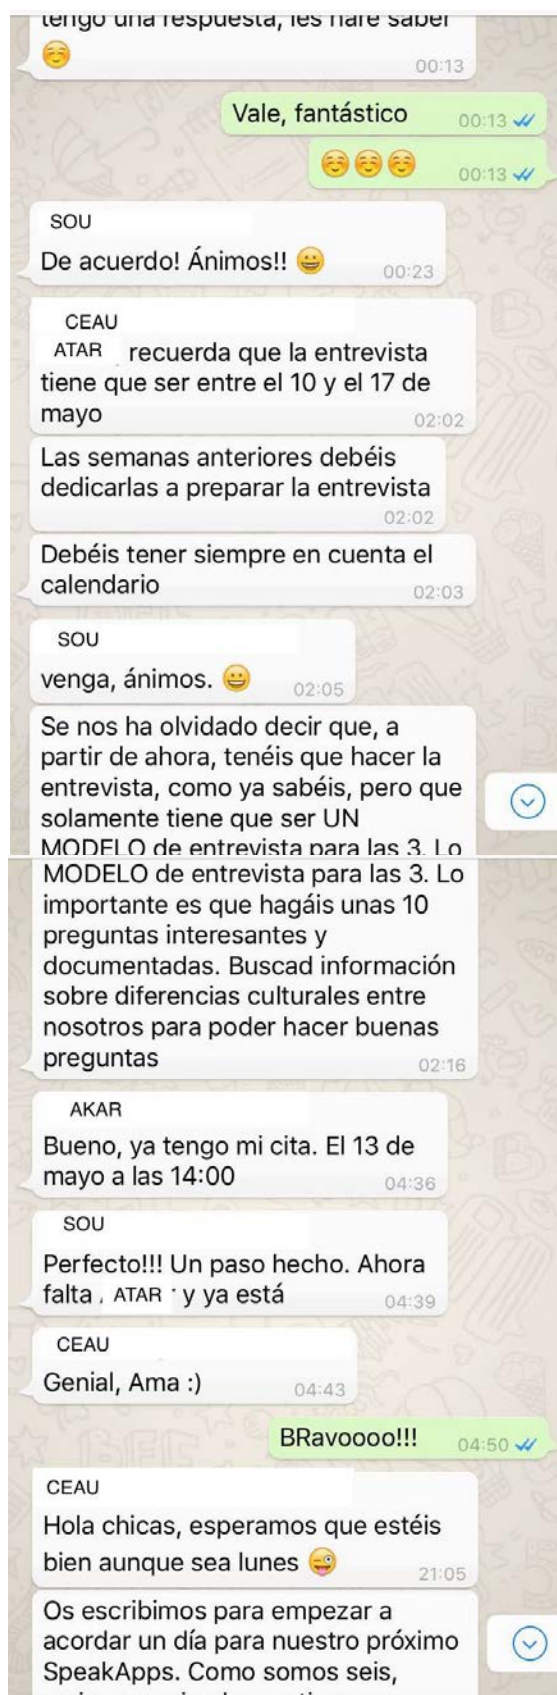 tengo una respuesta, les haré saber
☺️ 00:13
Vale, fantástico 00:13
☺️☺️☺️ 00:13
SOU
De acuerdo! Ánimos!! 😀 00:23
CEAU
ATAR recuerda que la entrevista
tiene que ser entre el 10 y el 17 de
mayo 02:02
Las semanas anteriores debéis
dedicarlas a preparar la entrevista
02:02
Debéis tener siempre en cuenta el
calendario 02:03
SOU
venga, ánimos. 😀 02:05
Se nos ha olvidado decir que, a
partir de ahora, tenéis que hacer la
entrevista, como ya sabéis, pero que
solamente tiene que ser UN
MODELO de entrevista para las 3. Lo
MODELO de entrevista para las 3. Lo
importante es que hagáis unas 10
preguntas interesantes y
documentadas. Buscad información
sobre diferencias culturales entre
nosotros para poder hacer buenas
preguntas 02:16
AKAR
Bueno, ya tengo mi cita. El 13 de
mayo a las 14:00 04:36
SOU
Perfecto!!! Un paso hecho. Ahora
falta ATAR y ya está 04:39
CEAU
Genial, Ama :) 04:43
BRavoooo!!! 04:50
CEAU
Hola chicas, esperamos que estéis
bien aunque sea lunes 😜 21:05
Os escribimos para empezar a
acordar un día para nuestro próximo
SpeakApps. Como somos seis,